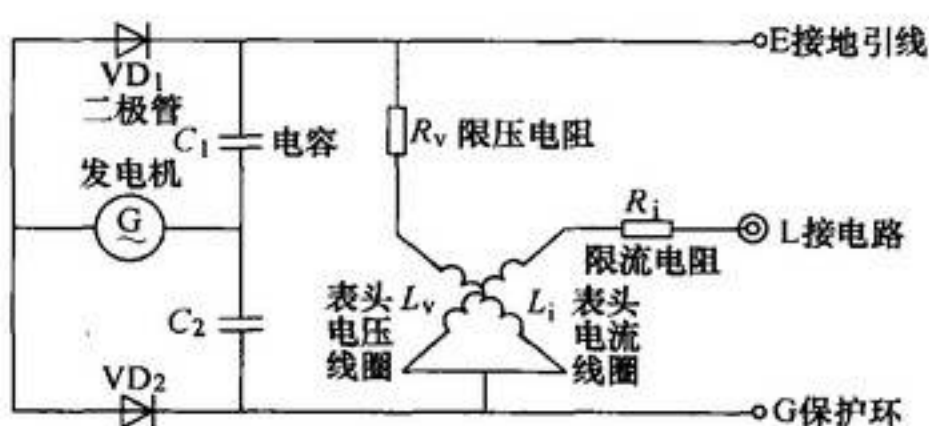 E接地引线
VD1
二极管
C1
电容
Rv 限压电阻
发电机
G
~
Ri
L接电路
限流电阻
表头
电压
线圈
Lv
Li
表头
电流
线圈
C2
VD2
G保护环